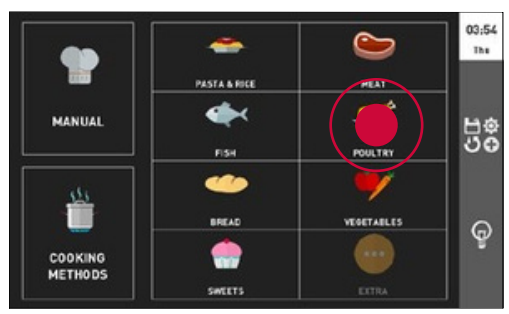 03:54
Thu
MANUAL
PASTA & RICE
MEAT
FISH
POULTRY
BREAD
VEGETABLES
COOKING
METHODS
SWEETS
EXTRA